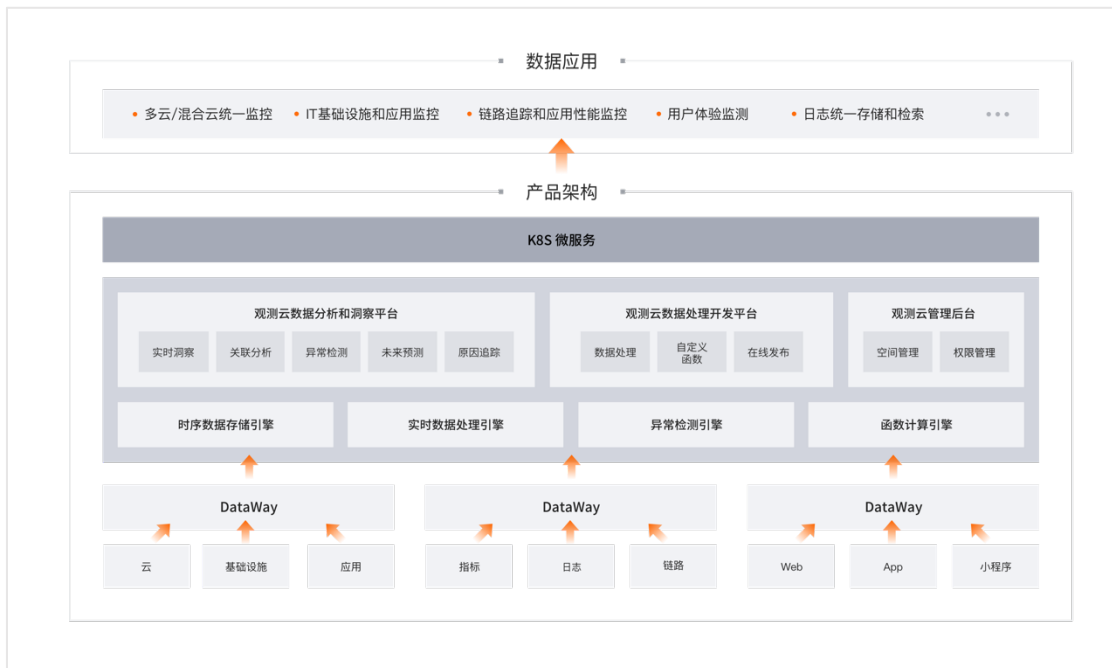 数据应用
多云/混合云统一监控
IT基础设施和应用监控
链路追踪和应用性能监控
用户体验监测
日志统一存储和检索
产品架构
K8S 微服务
观测云数据分析和洞察平台
实时洞察
关联分析
异常检测
未来预测
原因追踪
观测云数据处理开发平台
数据处理
自定义
函数
在线发布
观测云管理后台
空间管理
权限管理
时序数据存储引擎
实时数据处理引擎
异常检测引擎
函数计算引擎
DataWay
DataWay
DataWay
云
基础设施
应用
指标
日志
链路
Web
App
小程序